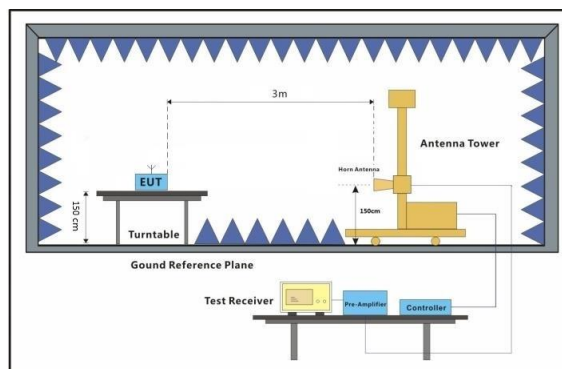 3m
Antenna Tower
Horn Antenna
EUT
150 cm
150cm
Turntable
Gound Reference Plane
Test Receiver
Pre-Amplifier
Controller